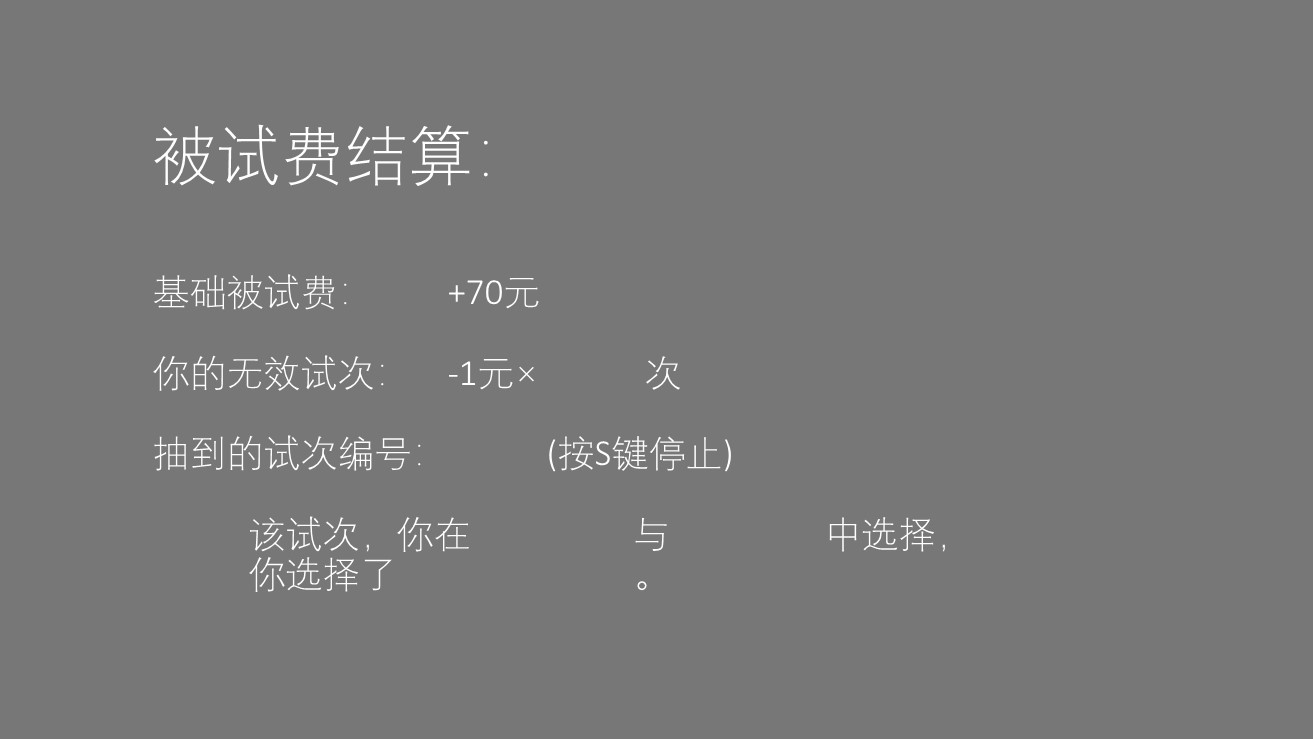 被试费结算：
基础被试费： +70元
你的无效试次： -1元× 次
抽到的试次编号： (按S键停止)
该试次，你在 与 中选择，
你选择了 。